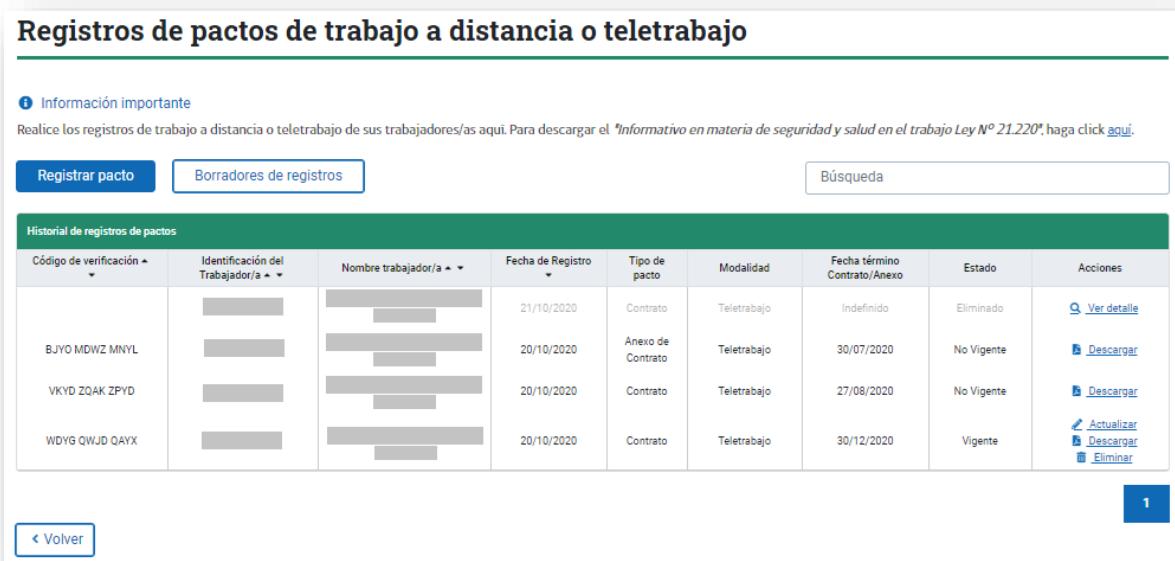 Registros de pactos de trabajo a distancia o teletrabajo
Información importante
Realice los registros de trabajo a distancia o teletrabajo de sus trabajadores/as aquí. Para descargar el "Informativo en materia de seguridad y salud en el trabajo Ley Nº 21.220", haga click aquí.
Registrar pacto
Borradores de registros
Búsqueda
Historial de registros de pactos
Código de verificación
Identificación del
Trabajador/a
Nombre trabajador/a
Fecha de Registro
Tipo de
pacto
Modalidad
Fecha término
Contrato/Anexo
Estado
Acciones
21/10/2020 Contrato Teletrabajo Indefinido Eliminado Ver detalle
BJYO MDWZ MNYL 20/10/2020 Anexo de
Contrato Teletrabajo 30/07/2020 No Vigente Descargar
VKYD ZQAK ZPYD 20/10/2020 Contrato Teletrabajo 27/08/2020 No Vigente Descargar
WDYG QWJD QAYX 20/10/2020 Contrato Teletrabajo 30/12/2020 Vigente Actualizar
Descargar
Eliminar
1
< Volver